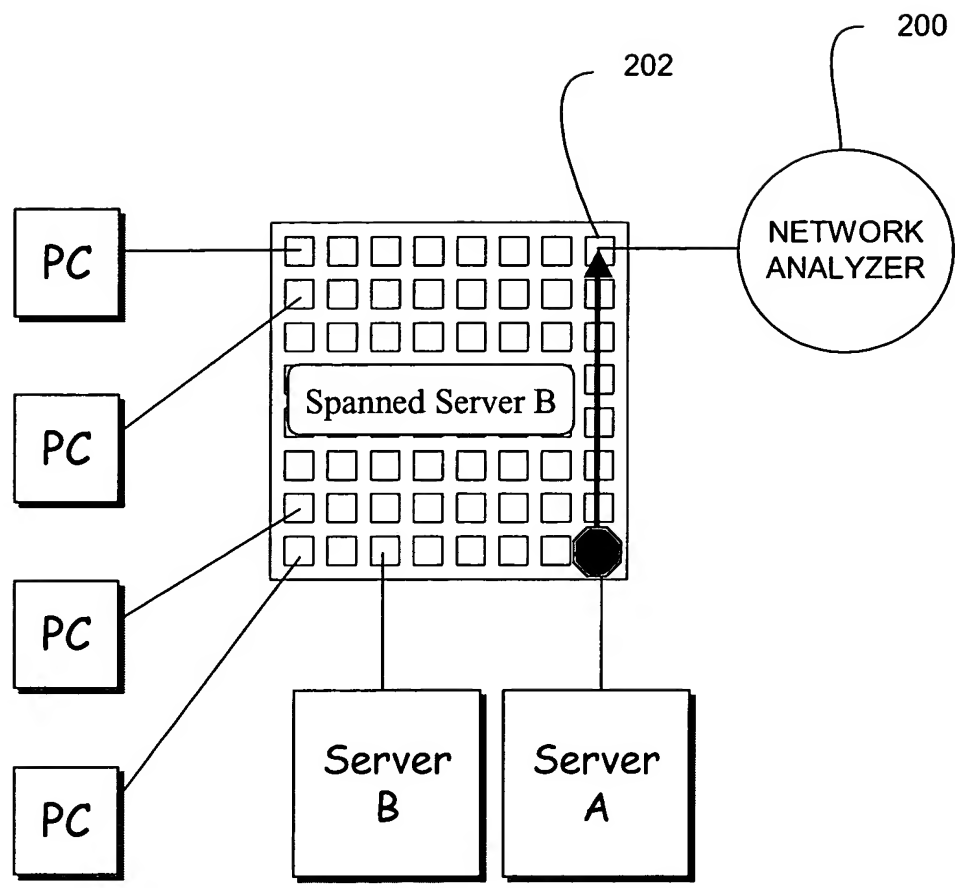 200
202
NETWORK
ANALYZER
PC
PC
Spanned Server B
PC
PC
Server
B
Server
A